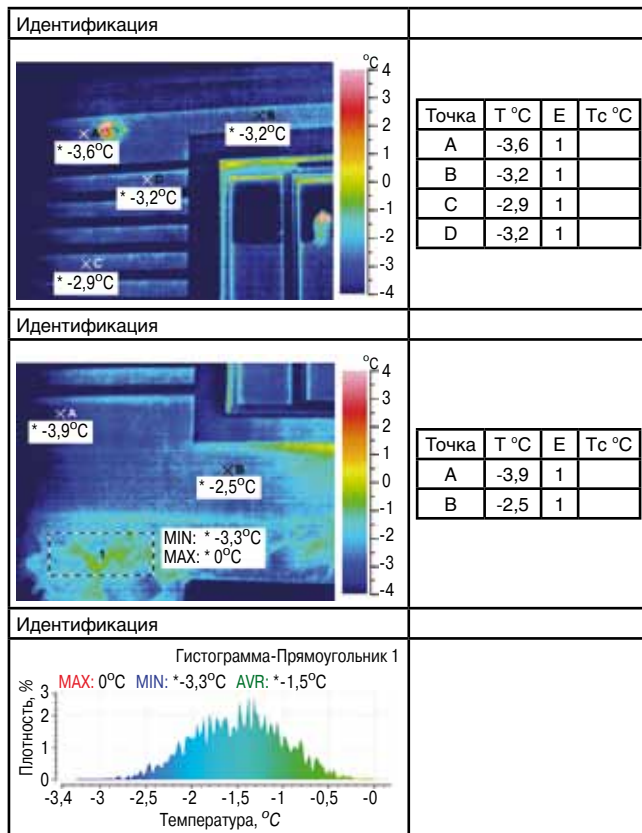 Идентификация
°C
4
3
2
1
0
-1
-2
-3
-4
A
* -3,6°C
B
* -3,2°C
D
* -3,2°C
C
* -2,9°C
Точка T °C E Tc °C
A -3,6 1
B -3,2 1
C -2,9 1
D -3,2 1
Идентификация
°C
4
3
2
1
0
-1
-2
-3
-4
A
* -3,9°C
B
* -2,5°C
MIN: * -3,3°C
MAX: * 0°C
1
Точка T °C E Tc °C
A -3,9 1
B -2,5 1
Идентификация
Гистограмма-Прямоугольник 1
MAX: 0°C MIN: *-3,3°C AVR: *-1,5°C
Плотность, %
3
2
1
0
-3,4 -3 -2,5 -2 -1,5 -1 -0,5 -0
Температура, °C